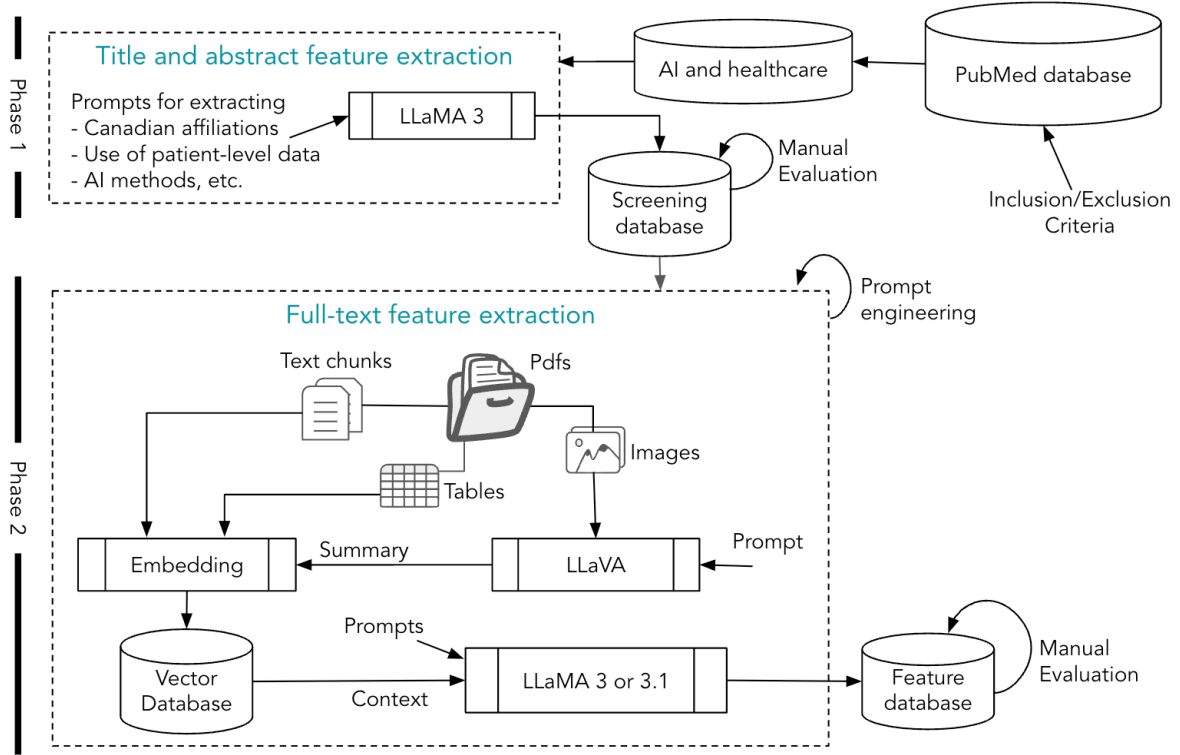 Phase 1
Title and abstract feature extraction
Prompts for extracting
- Canadian affiliations
- Use of patient-level data
- AI methods, etc.
LLaMA 3
AI and healthcare
PubMed database
Inclusion/Exclusion
Criteria
Screening
database
Manual
Evaluation
Phase 2
Full-text feature extraction
Prompt
engineering
Text chunks
Pdfs
Images
Tables
Embedding
Summary
LLaVA
Prompt
Vector
Database
Prompts
Context
LLaMA 3 or 3.1
Feature
database
Manual
Evaluation